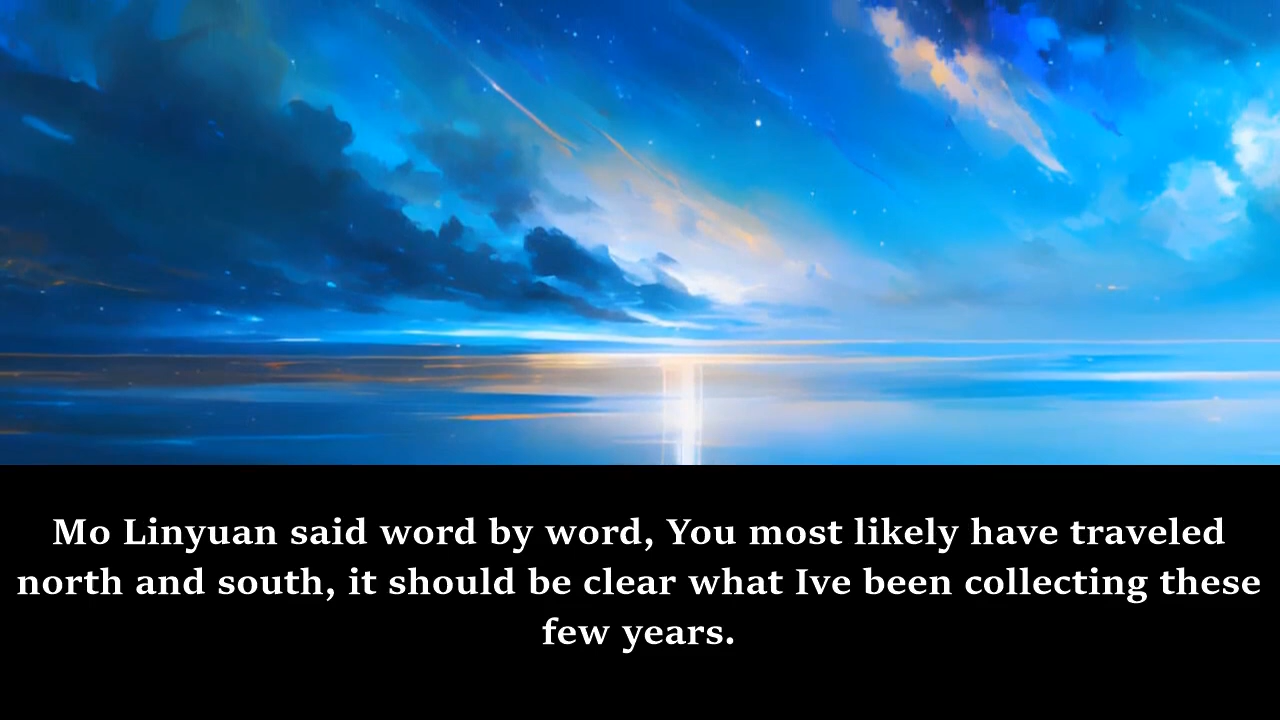 Mo Linyuan said word by word, You most likely have traveled
north and south, it should be clear what Ive been collecting these
few years.